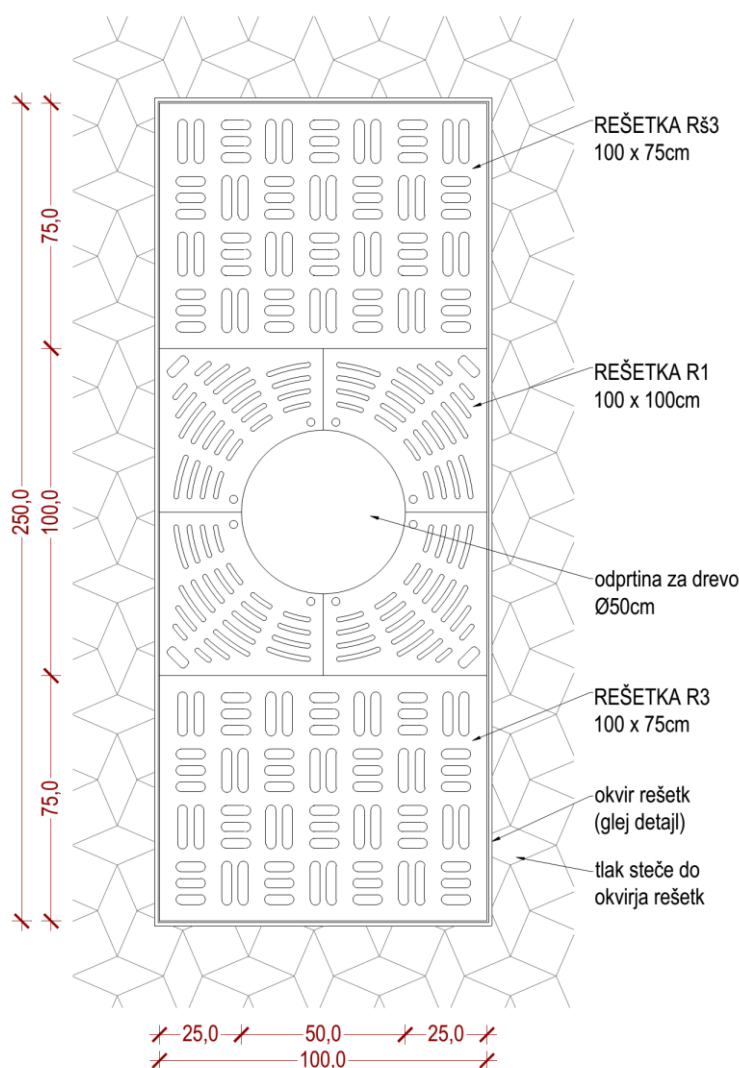 REŠETKA Rš3
100 x 75cm
75,0
REŠETKA R1
100 x 100cm
250,0
100,0
odprtina za drevo
Ø50cm
REŠETKA R3
100 x 75cm
75,0
okvir rešetk
(glej detajl)
tlak steče do
okvirja rešetk
25,0 50,0 25,0
100,0